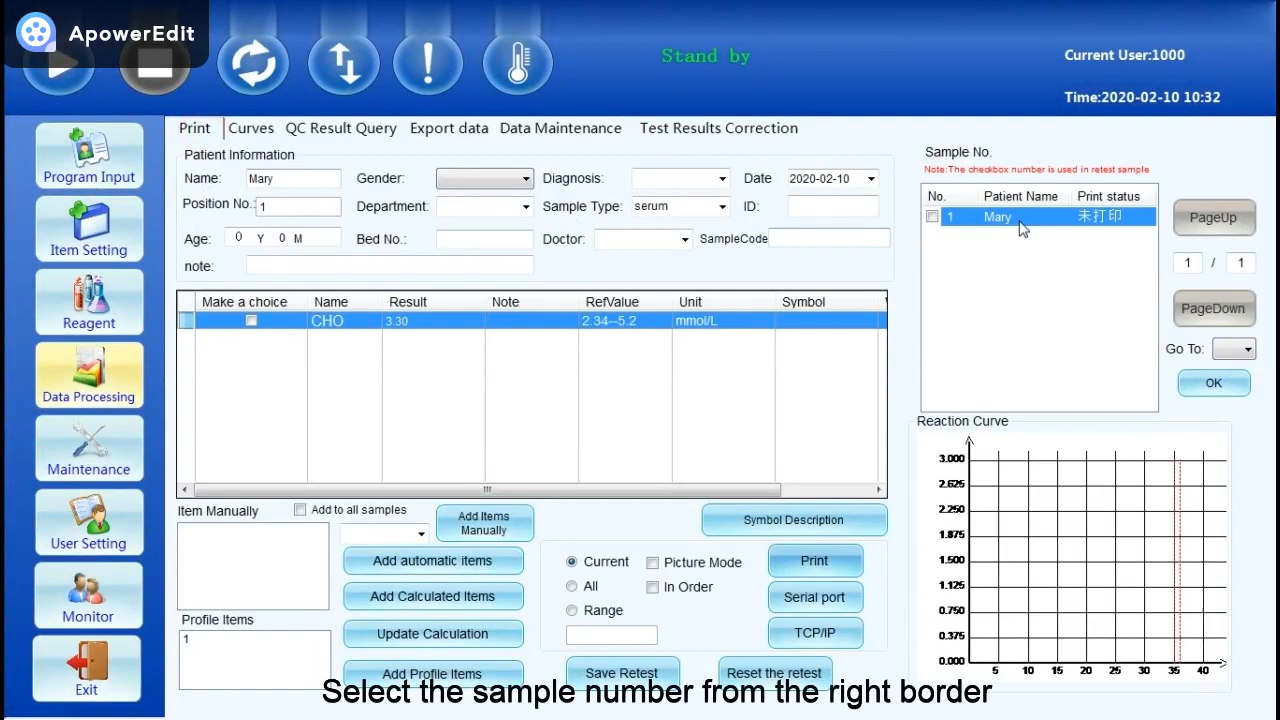 ApowerEdit
Stand by
Current User:1000
Time:2020-02-10 10:32
Program Input
Item Setting
Reagent
Data Processing
Maintenance
User Setting
Monitor
Exit
Print Curves QC Result Query Export data Data Maintenance Test Results Correction
Patient Information
Name: Mary Gender: Diagnosis: Date 2020-02-10
Position No.: 1 Department: Sample Type: serum ID:
Age: 0 Y 0 M Bed No.: Doctor: SampleCode
note:
Make a choice Name Result Note RefValue Unit Symbol
CHO 3.30 2.34--5.2 mmol/L
Item Manually
Add to all samples
Add Items
Manually
Add automatic items
Add Calculated Items
Update Calculation
Add Profile Items
Profile Items
1
Symbol Description
Current
All
Range
Picture Mode
In Order
Print
Serial port
TCP/IP
Save Retest
Reset the retest
Sample No.
Note:The checkbox number is used in retest sample
No. Patient Name Print status
1 Mary 未打印
PageUp
1 / 1
PageDown
Go To:
OK
Reaction Curve
3.000
2.625
2.250
1.875
1.500
1.125
0.750
0.375
0.000
5 10 15 20 25 30 35 40
Select the sample number from the right border